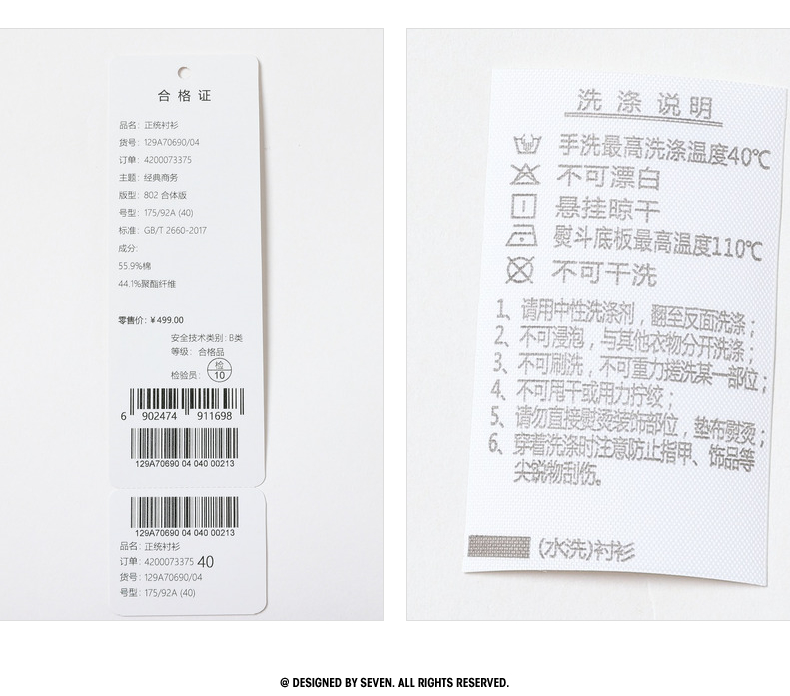 合格证
品名：正统衬衫
货号：129A70690/04
订单：4200073375
主题：经典商务
版型：802 合体版
号型：175/92A (40)
标准：GB/T 2660-2017
成分：
55.9%棉
44.1%聚酯纤维
零售价：¥499.00
安全技术类别：B类
等级：合格品
检验员：检10
6 902474 911698
129A70690 04 040 00213
129A70690 04 040 00213
品名：正统衬衫
订单：4200073375 40
货号：129A70690/04
号型：175/92A (40)
洗涤说明
手洗最高洗涤温度40℃
不可漂白
悬挂晾干
熨斗底板最高温度110℃
不可干洗
1、请用中性洗涤剂，翻至反面洗涤；
2、不可浸泡，与其他衣物分开洗涤；
3、不可刷洗，不可重力搓洗某一部位；
4、不可甩干或用力拧绞；
5、请勿直接熨烫装饰部位，垫布熨烫；
6、穿着洗涤时注意防止指甲、饰品等
尖锐物刮伤。
(水洗)衬衫
@ DESIGNED BY SEVEN. ALL RIGHTS RESERVED.